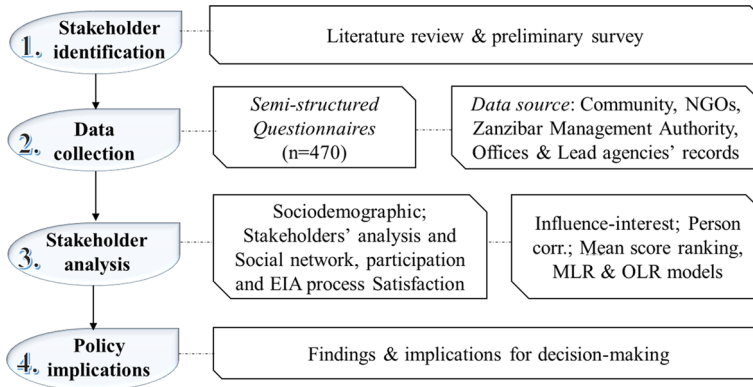 1. Stakeholder
identification
Literature review & preliminary survey
2. Data
collection
Semi-structured
Questionnaires
(n=470)
Data source: Community, NGOs,
Zanzibar Management Authority,
Offices & Lead agencies’ records
3. Stakeholder
analysis
Sociodemographic;
Stakeholders’ analysis and
Social network, participation
and EIA process Satisfaction
Influence-interest; Person
corr.; Mean score ranking,
MLR & OLR models
4. Policy
implications
Findings & implications for decision-making